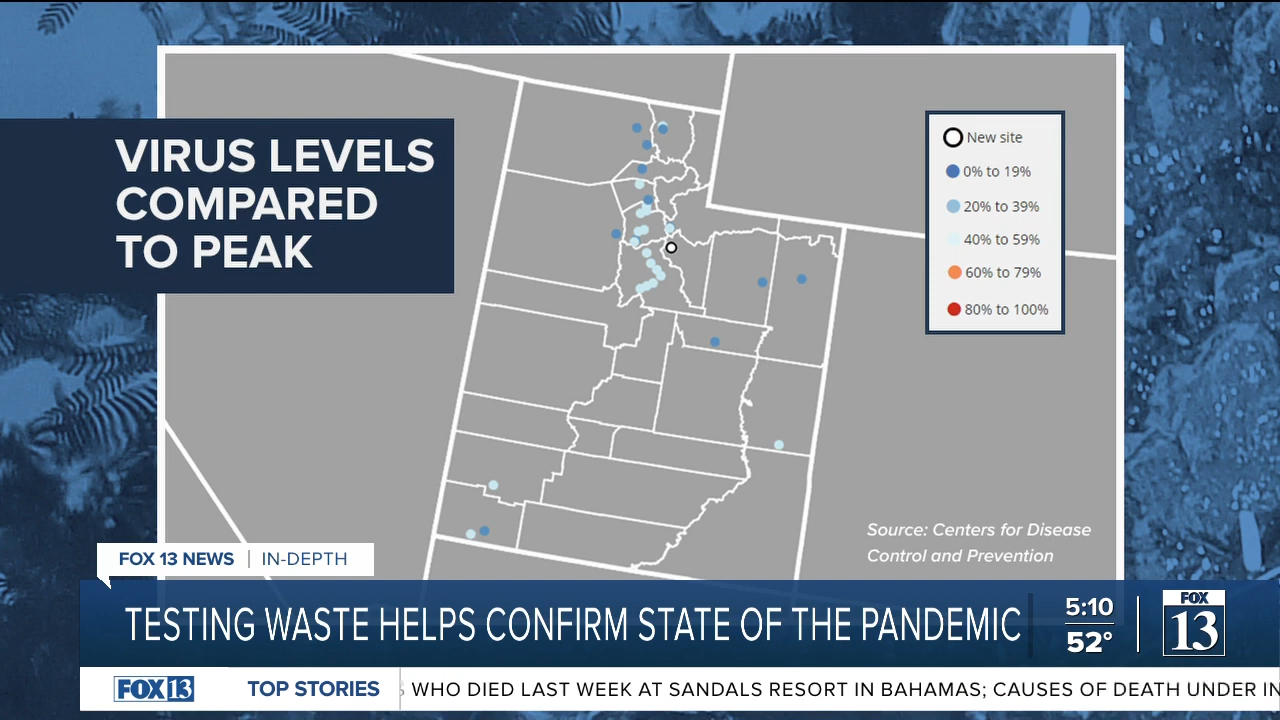 VIRUS LEVELS
COMPARED
TO PEAK
New site
0% to 19%
20% to 39%
40% to 59%
60% to 79%
80% to 100%
Source: Centers for Disease
Control and Prevention
FOX 13 NEWS | IN-DEPTH
TESTING WASTE HELPS CONFIRM STATE OF THE PANDEMIC
5:10
52°
FOX
13
FOX 13
TOP STORIES
WHO DIED LAST WEEK AT SANDALS RESORT IN BAHAMAS; CAUSES OF DEATH UNDER IN